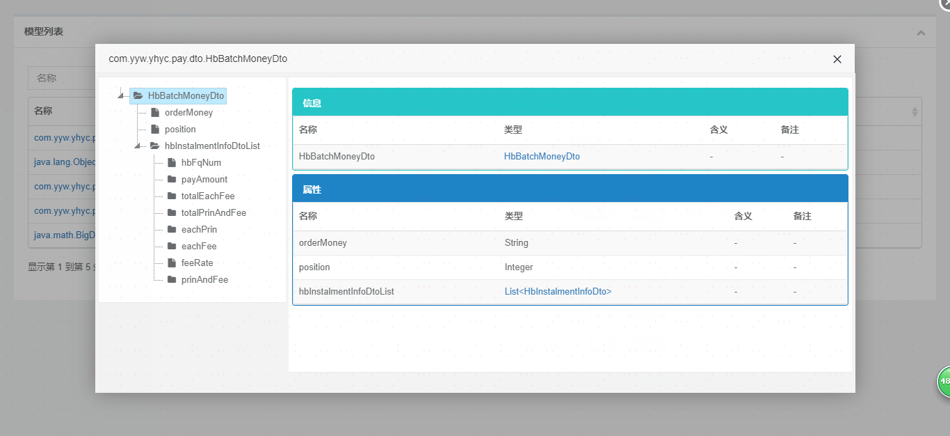 模型列表
com.yyw.yhyc.pay.dto.HbBatchMoneyDto
名称
名称
com.yyw.yhyc.p
java.lang.Objec
com.yyw.yhyc.p
com.yyw.yhyc.p
java.math.BigD
显示第 1 到第 5
HbBatchMoneyDto
orderMoney
position
hbInstalmentInfoDtoList
hbFqNum
payAmount
totalEachFee
totalPrinAndFee
eachPrin
eachFee
feeRate
prinAndFee
信息
名称 类型 含义 备注
HbBatchMoneyDto HbBatchMoneyDto - -
属性
名称 类型 含义 备注
orderMoney String - -
position Integer - -
hbInstalmentInfoDtoList List<HbInstalmentInfoDto> - -